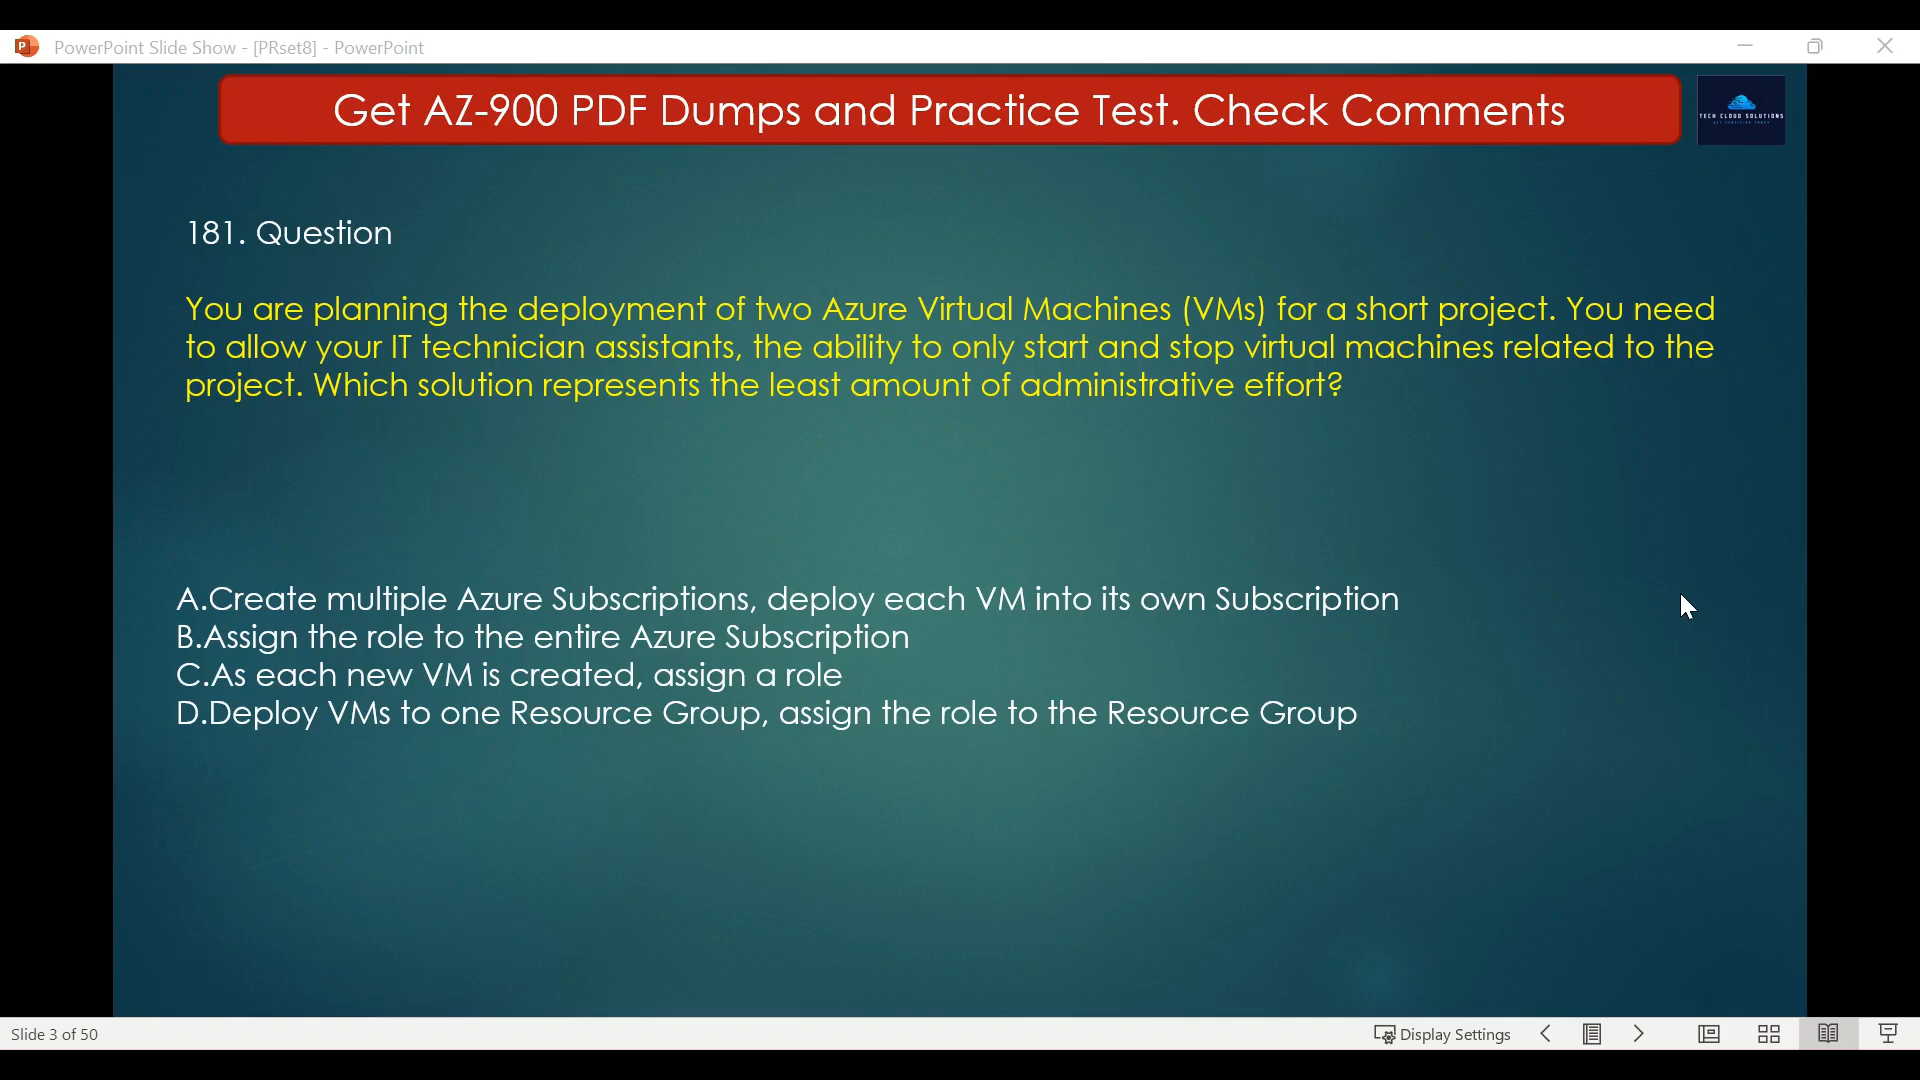 PowerPoint Slide Show - [PRset8] - PowerPoint
Get AZ-900 PDF Dumps and Practice Test. Check Comments
TECH CLOUD SOLUTIONS
181. Question
You are planning the deployment of two Azure Virtual Machines (VMs) for a short project. You need
to allow your IT technician assistants, the ability to only start and stop virtual machines related to the
project. Which solution represents the least amount of administrative effort?
A.Create multiple Azure Subscriptions, deploy each VM into its own Subscription
B.Assign the role to the entire Azure Subscription
C.As each new VM is created, assign a role
D.Deploy VMs to one Resource Group, assign the role to the Resource Group
Slide 3 of 50
Display Settings